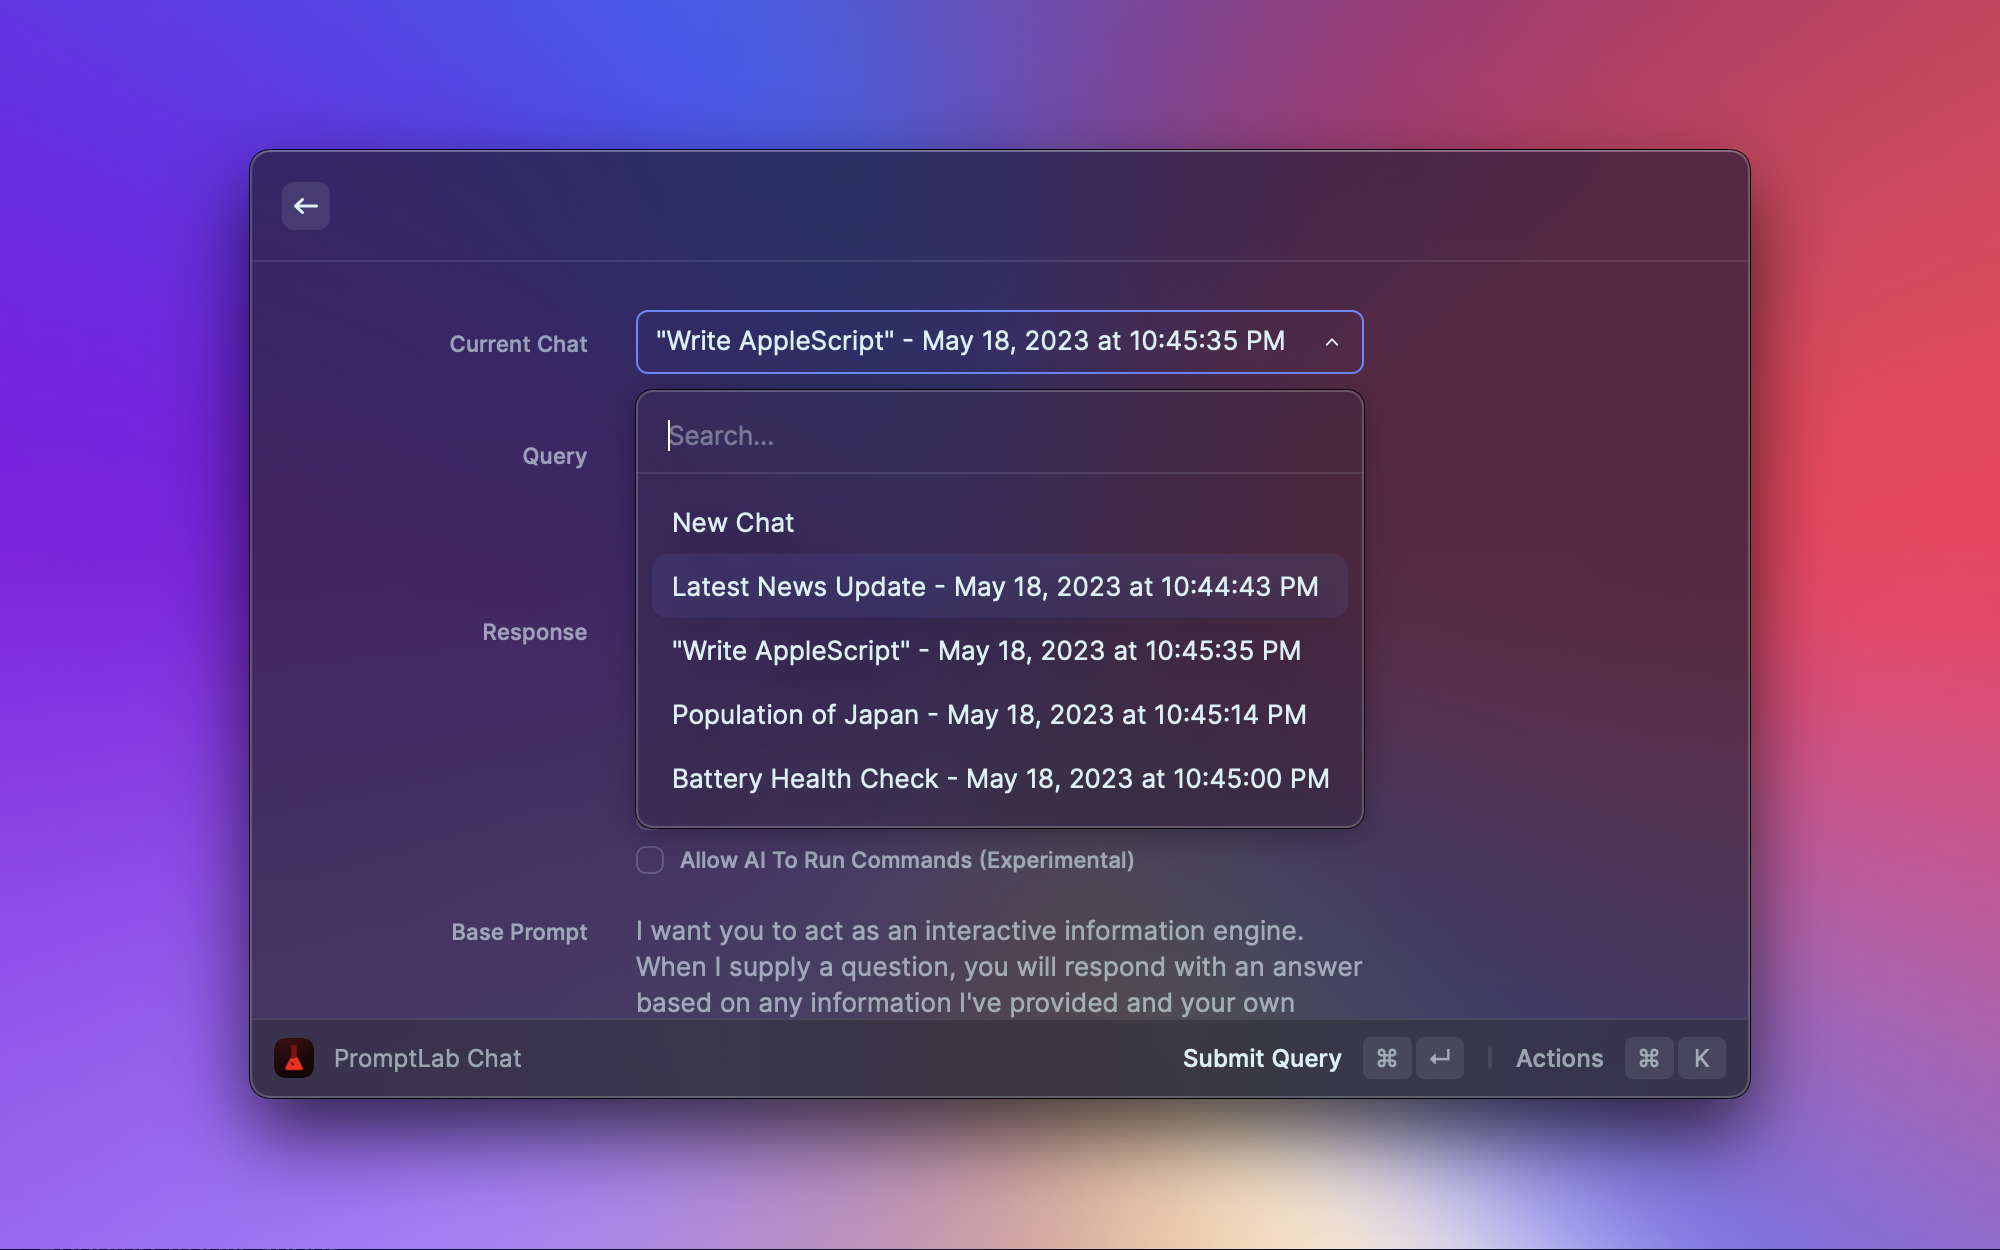 Current Chat
"Write AppleScript" - May 18, 2023 at 10:45:35 PM
Search...
Query
New Chat
Latest News Update - May 18, 2023 at 10:44:43 PM
Response
"Write AppleScript" - May 18, 2023 at 10:45:35 PM
Population of Japan - May 18, 2023 at 10:45:14 PM
Battery Health Check - May 18, 2023 at 10:45:00 PM
Allow AI To Run Commands (Experimental)
Base Prompt
I want you to act as an interactive information engine.
When I supply a question, you will respond with an answer
based on any information I've provided and your own
PromptLab Chat
Submit Query ⌘ ↵ Actions ⌘ K